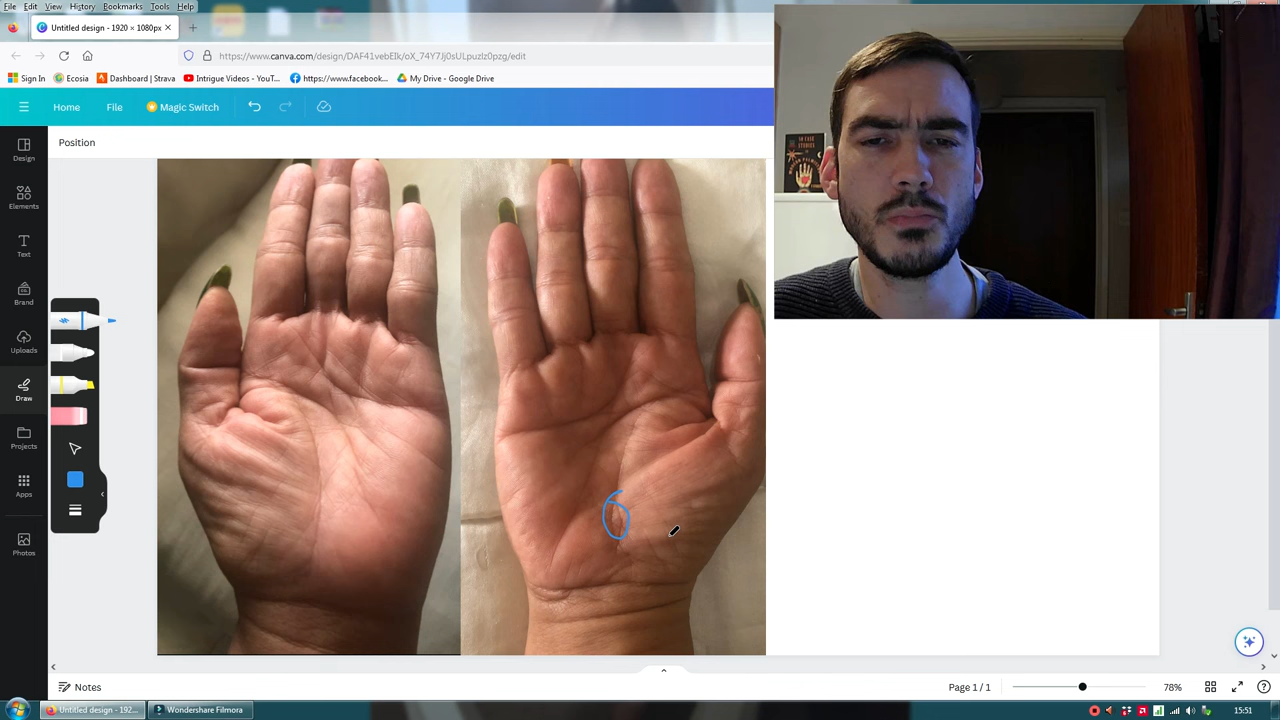 File Edit View History Bookmarks Tools Help
Untitled design - 1920 × 1080px
https://www.canva.com/design/DAF41vebElk/oX_74Y7Jj0sULpuzlz0pzg/edit
Sign In Ecosia Dashboard | Strava Intrigue Videos - YouT... https://www.facebook... My Drive - Google Drive
Home File Magic Switch
Position
Design
Elements
Text
Brand
Uploads
Draw
Projects
Apps
Photos
Notes
Page 1 / 1 78%
Untitled design - 192... Wondershare Filmora 15:51